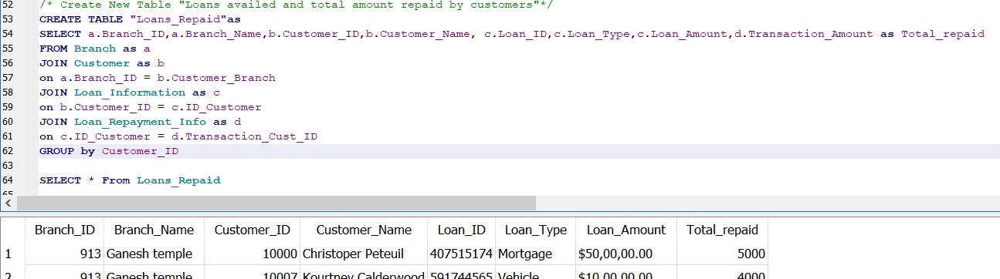 52 /* Create New Table "Loans availed and total amount repaid by customers"*/
53 CREATE TABLE "Loans_Repaid"as
54 SELECT a.Branch_ID,a.Branch_Name,b.Customer_ID,b.Customer_Name, c.Loan_ID,c.Loan_Type,c.Loan_Amount,d.Transaction_Amount as Total_repaid
55 FROM Branch as a
56 JOIN Customer as b
57 on a.Branch_ID = b.Customer_Branch
58 JOIN Loan_Information as c
59 on b.Customer_ID = c.ID_Customer
60 JOIN Loan_Repayment_Info as d
61 on c.ID_Customer = d.Transaction_Cust_ID
62 GROUP by Customer_ID
63
64 SELECT * From Loans_Repaid
65
Branch_ID Branch_Name Customer_ID Customer_Name Loan_ID Loan_Type Loan_Amount Total_repaid
1 913 Ganesh temple 10000 Christoper Peteuil 407515174 Mortgage $50,00,00.00 5000
2 913 Ganesh temple 10007 Kourtney Calderwood 591744565 Vehicle $10,00,00.00 4000